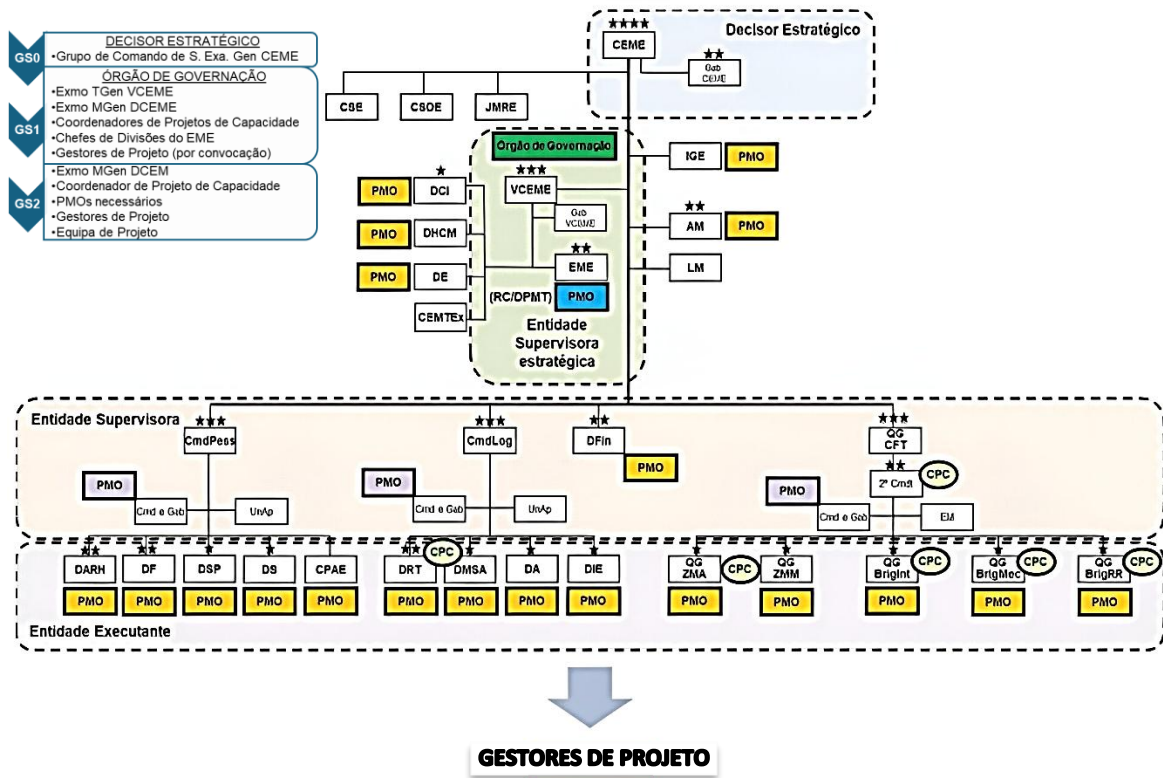 GS0
DECISOR ESTRATÉGICO
•Grupo de Comando de S. Exa. Gen CEME
GS1
ÓRGÃO DE GOVERNAÇÃO
•Exmo TGen VCEME
•Exmo MGen DCEME
•Coordenadores de Projetos de Capacidade
•Chefes de Divisões do EME
•Gestores de Projeto (por convocação)
GS2
•Exmo MGen DCEM
•Coordenador de Projeto de Capacidade
•PMOs necessários
•Gestores de Projeto
•Equipa de Projeto
Decisor Estratégico
CEME
Gab
CEME
CSE
CSOE
JMRE
Órgão de Governação
IGE
PMO
VCEME
PMO
DCI
Gab
VCEME
AM
PMO
PMO
DHCM
EME
LM
PMO
DE
(RC/DPMT)
PMO
CEMTEx
Entidade
Supervisora
estratégica
Entidade Supervisora
CmdPess
CmdLog
DFin
QG
CFT
PMO
2º Cmdt
CPC
PMO
PMO
PMO
Cmd e Gab
UnAp
Cmd e Gab
UnAp
Cmd e Gab
EM
DARH
DF
DSP
DS
CPAE
DRT
CPC
DMSA
DA
DIE
QG
ZMA
CPC
QG
ZMM
QG
BrigInt
CPC
QG
BrigMec
CPC
QG
BrigRR
CPC
PMO
PMO
PMO
PMO
PMO
PMO
PMO
PMO
PMO
PMO
PMO
PMO
PMO
PMO
Entidade Executante
GESTORES DE PROJETO